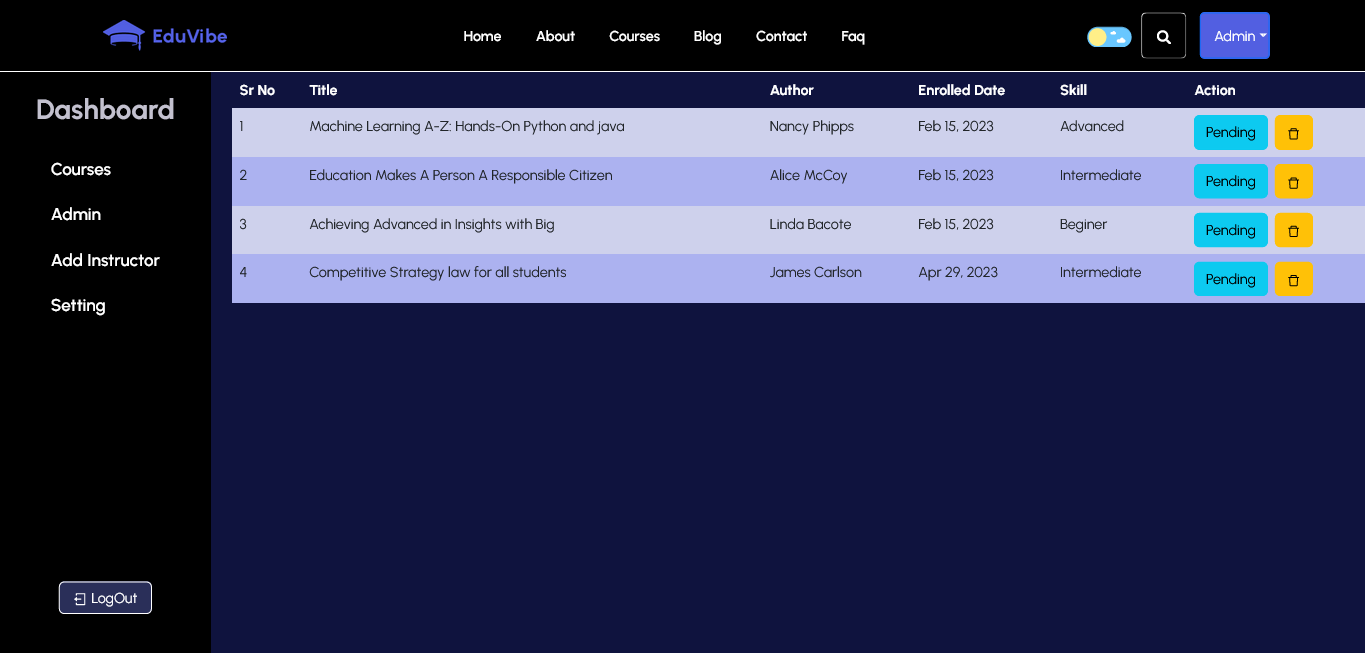 EduVibe Home About Courses Blog Contact Faq Admin
Dashboard
Courses
Admin
Add Instructor
Setting
LogOut
Sr No Title Author Enrolled Date Skill Action
1 Machine Learning A-Z: Hands-On Python and java Nancy Phipps Feb 15, 2023 Advanced Pending
2 Education Makes A Person A Responsible Citizen Alice McCoy Feb 15, 2023 Intermediate Pending
3 Achieving Advanced in Insights with Big Linda Bacote Feb 15, 2023 Beginer Pending
4 Competitive Strategy law for all students James Carlson Apr 29, 2023 Intermediate Pending